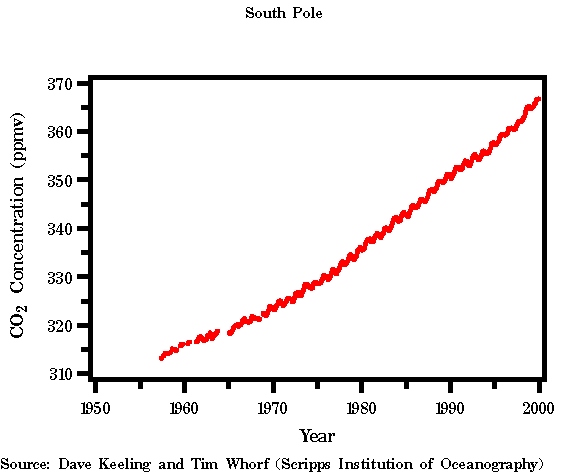 South Pole
370
360
350
340
330
320
310
CO2 Concentration (ppmv)
1950 1960 1970 1980 1990 2000
Year
Source: Dave Keeling and Tim Whorf (Scripps Institution of Oceanography)